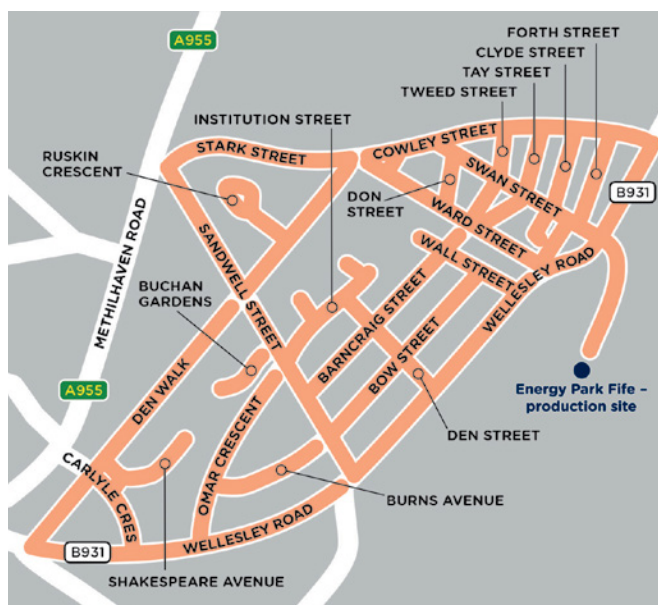 A955
FORTH STREET
CLYDE STREET
TAY STREET
TWEED STREET
INSTITUTION STREET
COWLEY STREET
STARK STREET
RUSKIN
CRESCENT
SWAN STREET
DON
STREET
B931
WARD STREET
METHILHAVEN ROAD
SANDWELL STREET
WALL STREET
WELLESLEY ROAD
BUCHAN
GARDENS
BARNCRAIG STREET
BOW STREET
Energy Park Fife –
production site
A955
DEN WALK
OMAR CRESCENT
DEN STREET
CARLYLE CRES
BURNS AVENUE
WELLESLEY ROAD
B931
SHAKESPEARE AVENUE